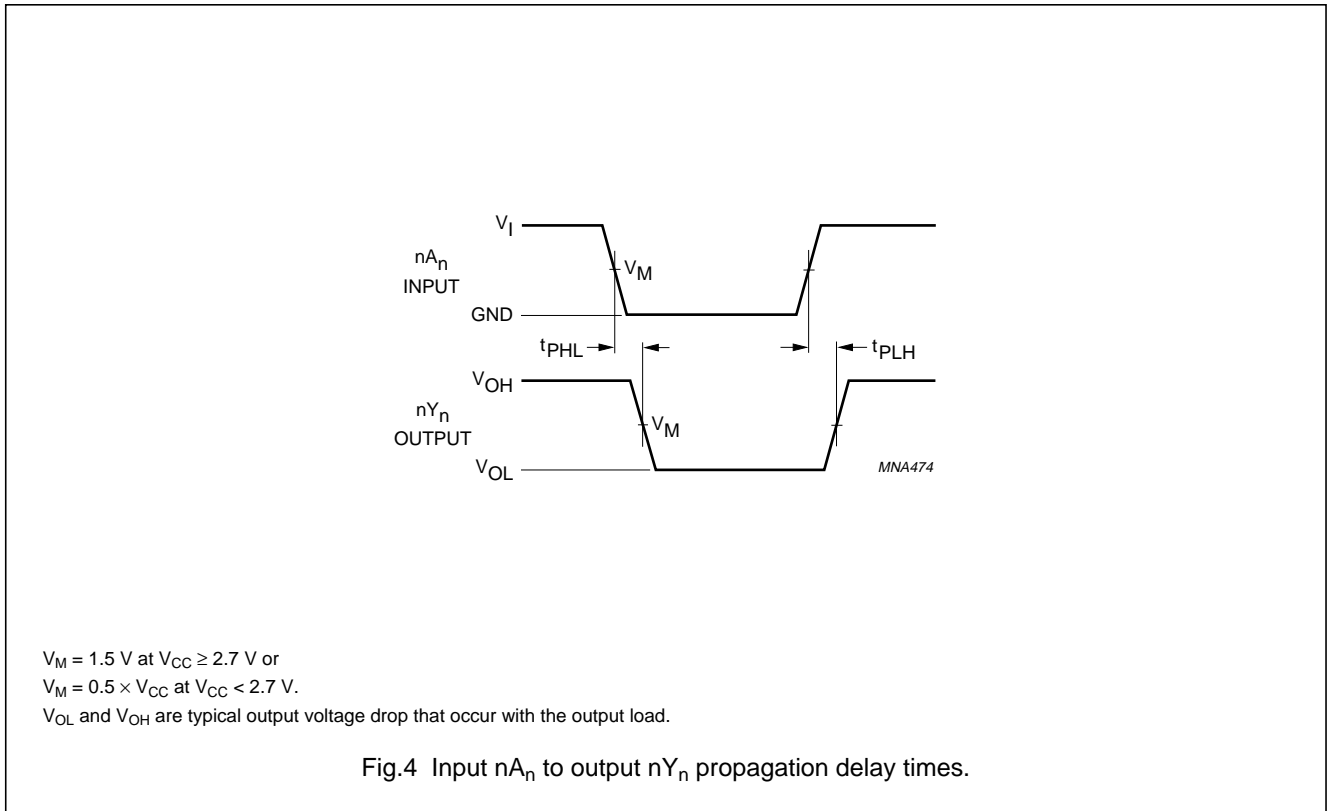 V_I
nA_n
INPUT
V_M
GND
t_PHL
t_PLH
V_OH
nY_n
OUTPUT
V_M
V_OL
MNA474
V_M = 1.5 V at V_CC ≥ 2.7 V or
V_M = 0.5 × V_CC at V_CC < 2.7 V.
V_OL and V_OH are typical output voltage drop that occur with the output load.
Fig.4 Input nA_n to output nY_n propagation delay times.